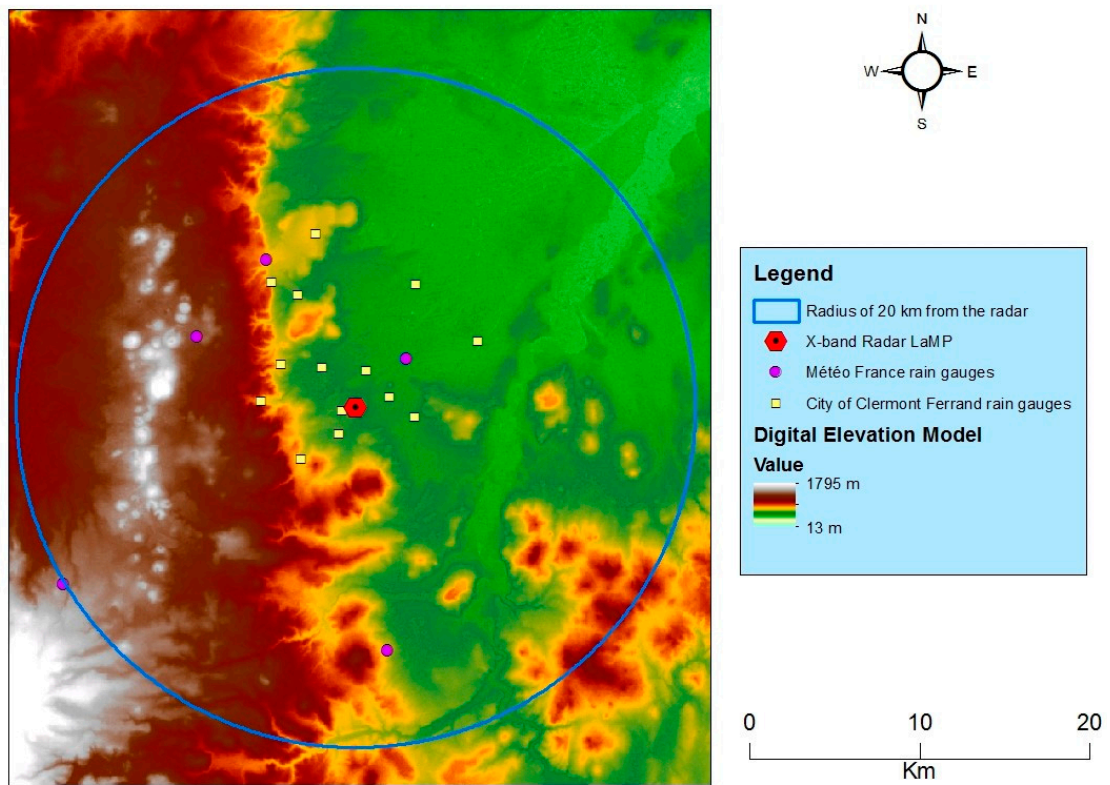 N
W E
S
Legend
Radius of 20 km from the radar
X-band Radar LaMP
Météo France rain gauges
City of Clermont Ferrand rain gauges
Digital Elevation Model
Value
1795 m
13 m
0 10 20
Km